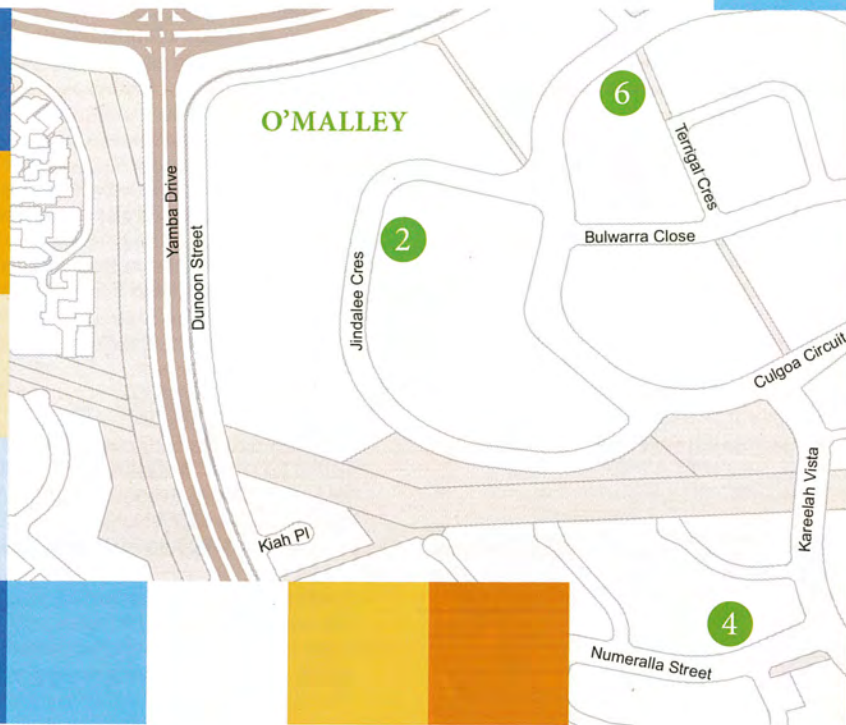 6
O'MALLEY
Terrigal Cres
Yamba Drive
Dunoon Street
2
Bulwarra Close
Jindalee Cres
Culgoa Circuit
Kareelah Vista
Kiah Pl
4
Numeralla Street